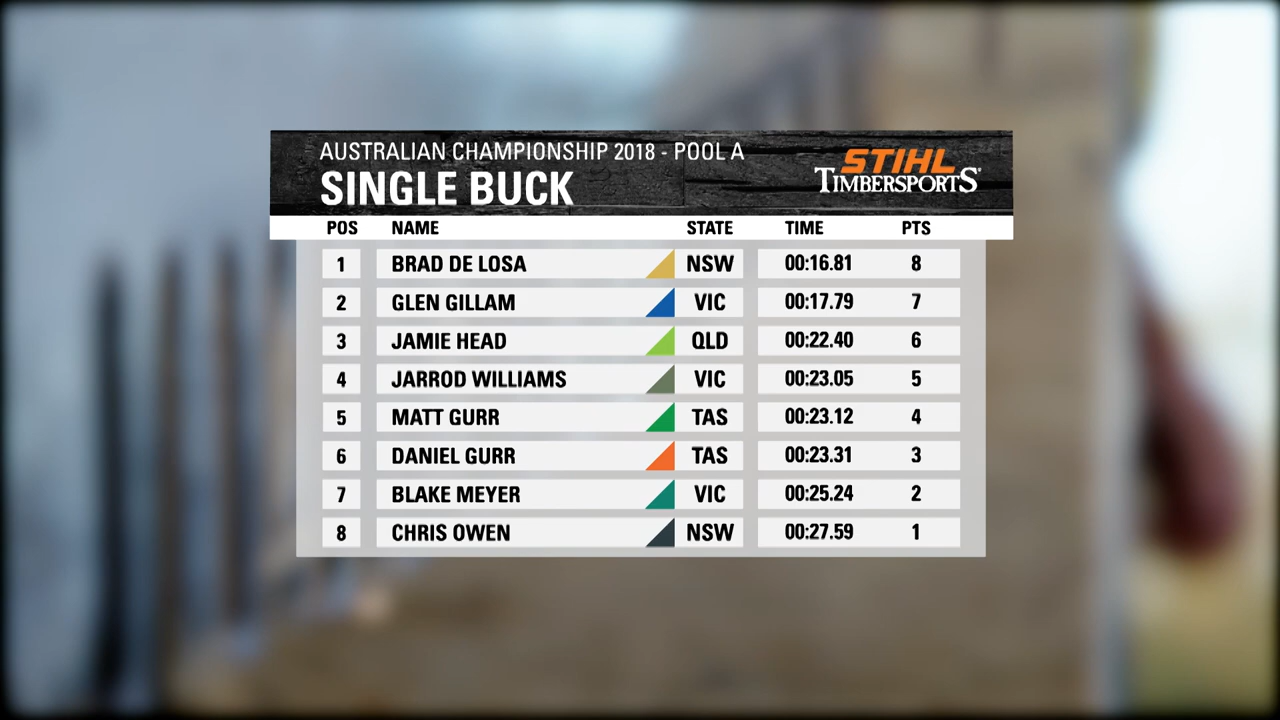 AUSTRALIAN CHAMPIONSHIP 2018 - POOL A
SINGLE BUCK
STIHL
TIMBERSPORTS®
POS NAME STATE TIME PTS
1 BRAD DE LOSA NSW 00:16.81 8
2 GLEN GILLAM VIC 00:17.79 7
3 JAMIE HEAD QLD 00:22.40 6
4 JARROD WILLIAMS VIC 00:23.05 5
5 MATT GURR TAS 00:23.12 4
6 DANIEL GURR TAS 00:23.31 3
7 BLAKE MEYER VIC 00:25.24 2
8 CHRIS OWEN NSW 00:27.59 1